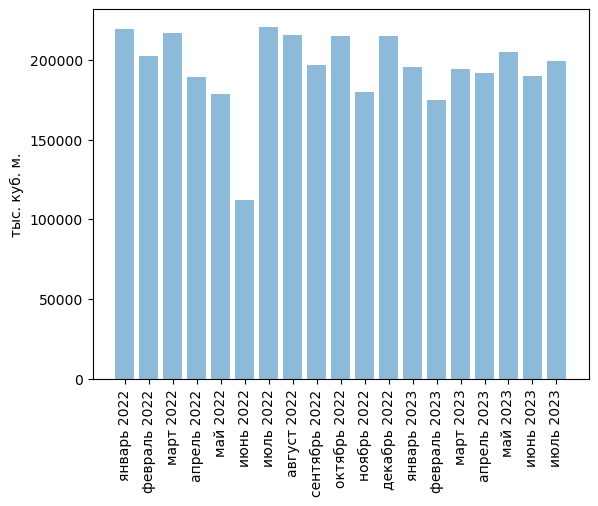 тыс. куб. м.
200000
150000
100000
50000
0
январь 2022
февраль 2022
март 2022
апрель 2022
май 2022
июнь 2022
июль 2022
август 2022
сентябрь 2022
октябрь 2022
ноябрь 2022
декабрь 2022
январь 2023
февраль 2023
март 2023
апрель 2023
май 2023
июнь 2023
июль 2023